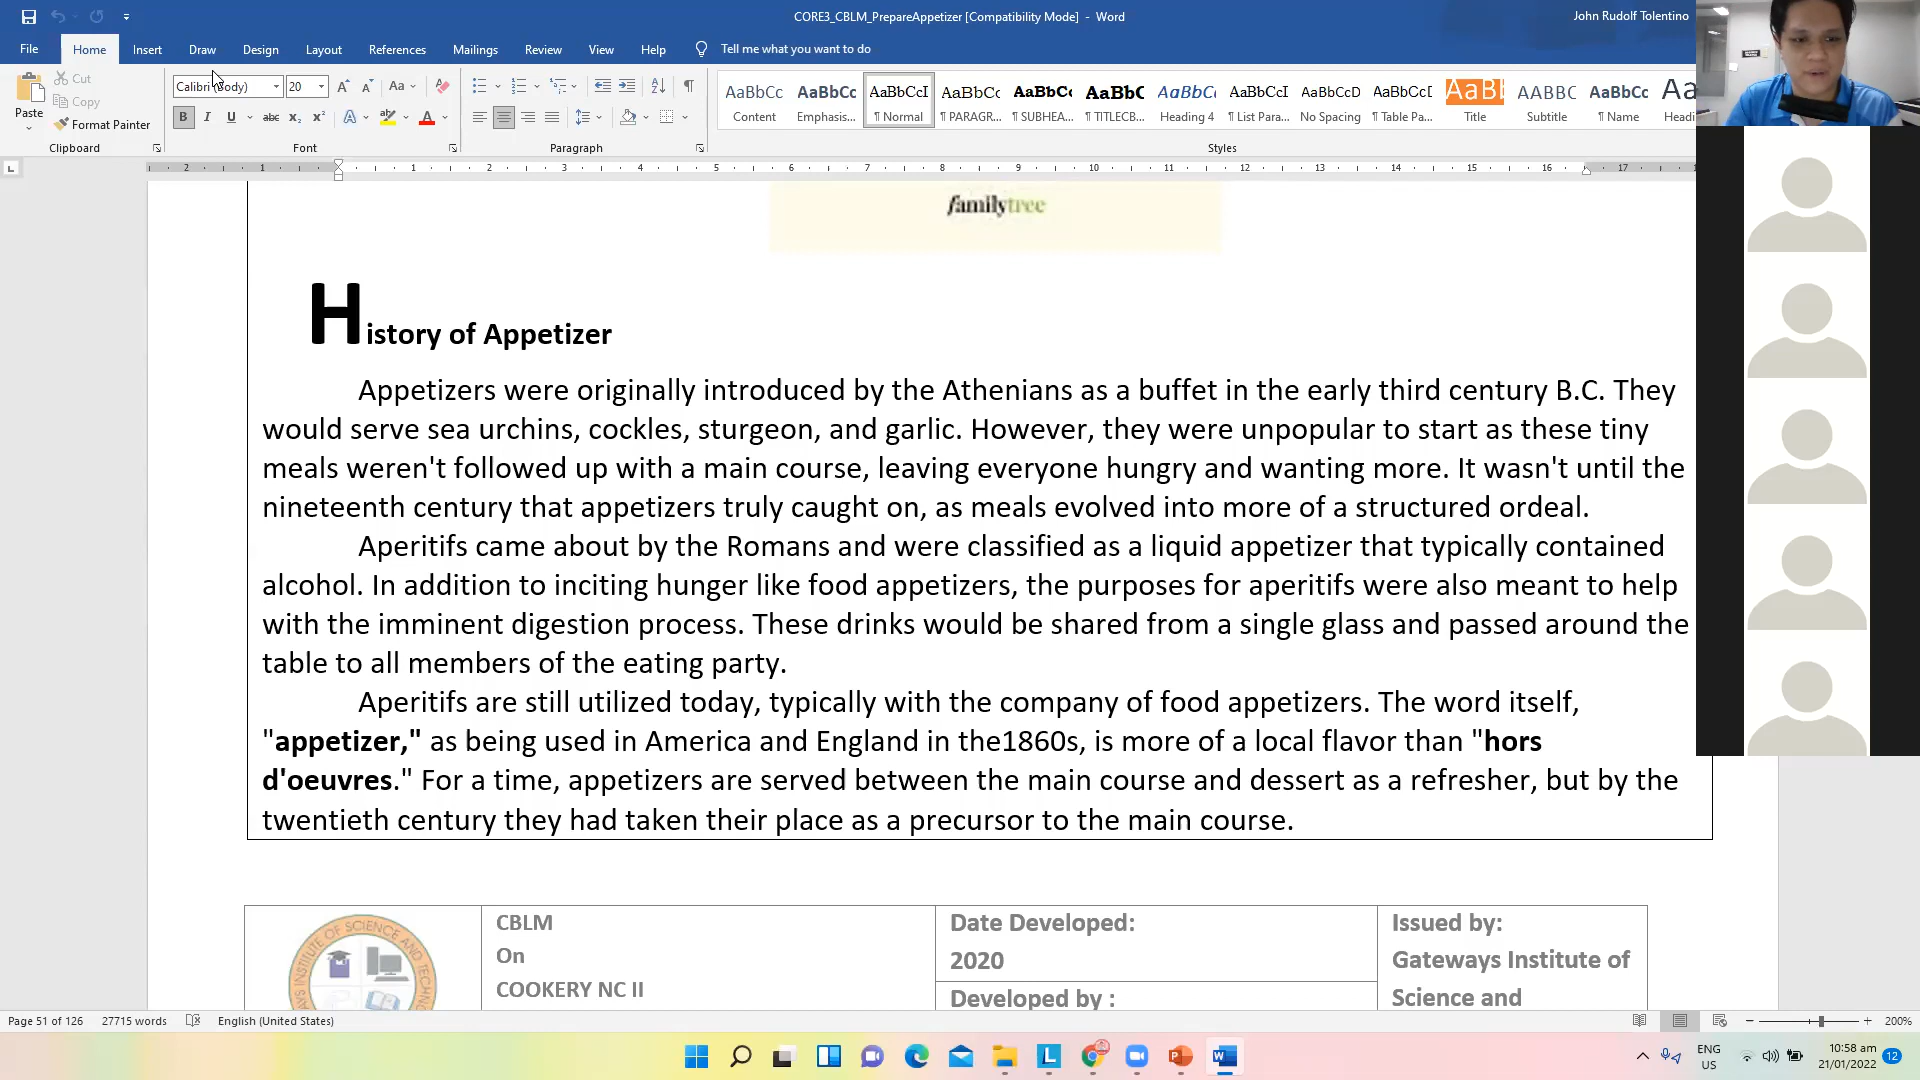 CORE3_CBLM_PrepareAppetizer [Compatibility Mode] - Word
John Rudolf Tolentino
File Home Insert Draw Design Layout References Mailings Review View Help Tell me what you want to do
Paste
Cut
Copy
Format Painter
Clipboard
Calibri (Body) 20
Font
Paragraph
AaBbCc Content
AaBbCc Emphasis...
AaBbCcI ¶ Normal
AaBbCc ¶ PARAGR...
AaBbCc ¶ SUBHEA...
AaBbC ¶ TITLECB...
AaBbC Heading 4
AaBbCcI ¶ List Para...
AaBbCcD No Spacing
AaBbCcD ¶ Table Pa...
AaBb Title
AABBC Subtitle
AaBbCc ¶ Name
Styles
familytree
History of Appetizer
Appetizers were originally introduced by the Athenians as a buffet in the early third century B.C. They
would serve sea urchins, cockles, sturgeon, and garlic. However, they were unpopular to start as these tiny
meals weren't followed up with a main course, leaving everyone hungry and wanting more. It wasn't until the
nineteenth century that appetizers truly caught on, as meals evolved into more of a structured ordeal.
Aperitifs came about by the Romans and were classified as a liquid appetizer that typically contained
alcohol. In addition to inciting hunger like food appetizers, the purposes for aperitifs were also meant to help
with the imminent digestion process. These drinks would be shared from a single glass and passed around the
table to all members of the eating party.
Aperitifs are still utilized today, typically with the company of food appetizers. The word itself,
"appetizer," as being used in America and England in the1860s, is more of a local flavor than "hors
d'oeuvres." For a time, appetizers are served between the main course and dessert as a refresher, but by the
twentieth century they had taken their place as a precursor to the main course.
CBLM
On
COOKERY NC II
Date Developed:
2020
Developed by :
Issued by:
Gateways Institute of
Science and
Page 51 of 126 27715 words English (United States) 200%
ENG
US
10:58 am
21/01/2022
12